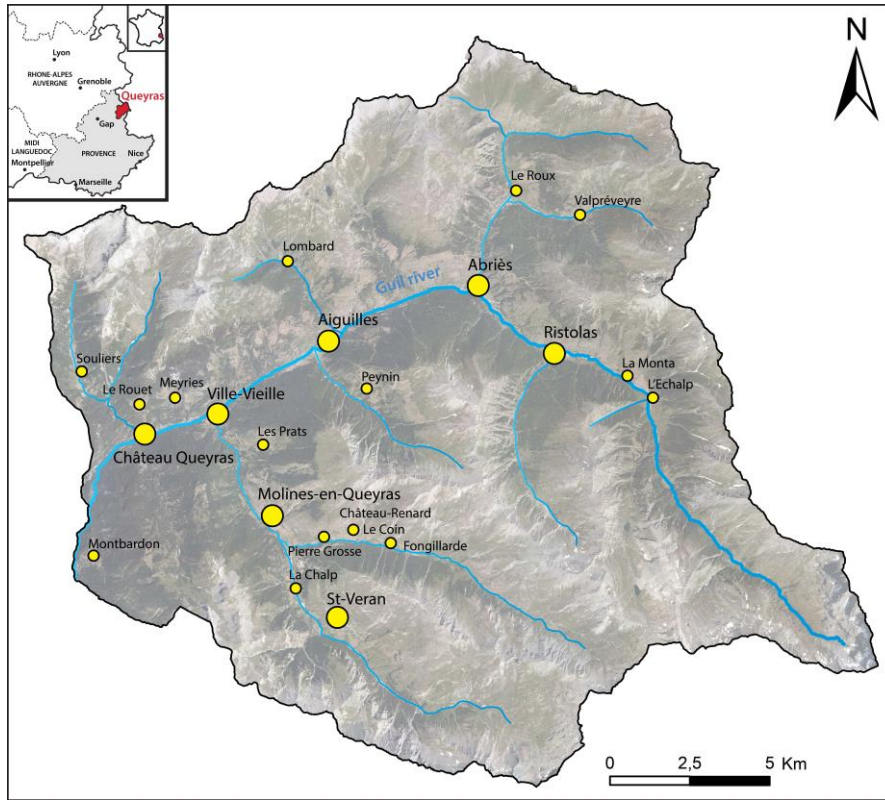 Lyon
RHONE-ALPES
AUVERGNE
Grenoble
Queyras
Gap
MIDI
LANGUEDOC
PROVENCE
Nice
Montpellier
Marseille
N
Le Roux
Valpréveyre
Lombard
Abriès
Guil river
Aiguilles
Ristolas
Souliers
La Monta
Peynin
L'Echalp
Le Rouet
Meyries
Ville-Vieille
Les Prats
Château Queyras
Molines-en-Queyras
Château-Renard
Le Coin
Montbardon
Pierre Grosse
Fongillarde
La Chalp
St-Veran
0 2,5 5 Km